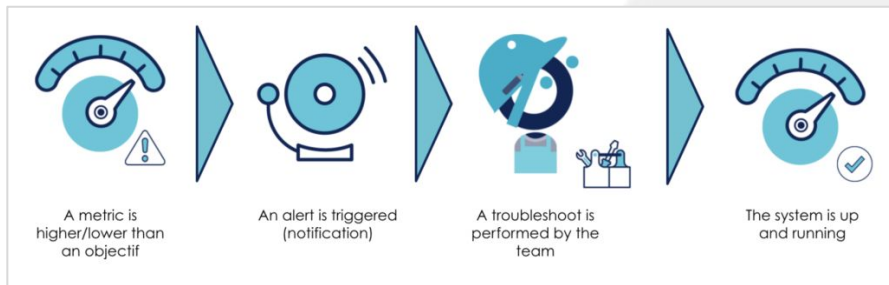 A metric is
higher/lower than
an objectif
An alert is triggered
(notification)
A troubleshoot is
performed by the
team
The system is up
and running